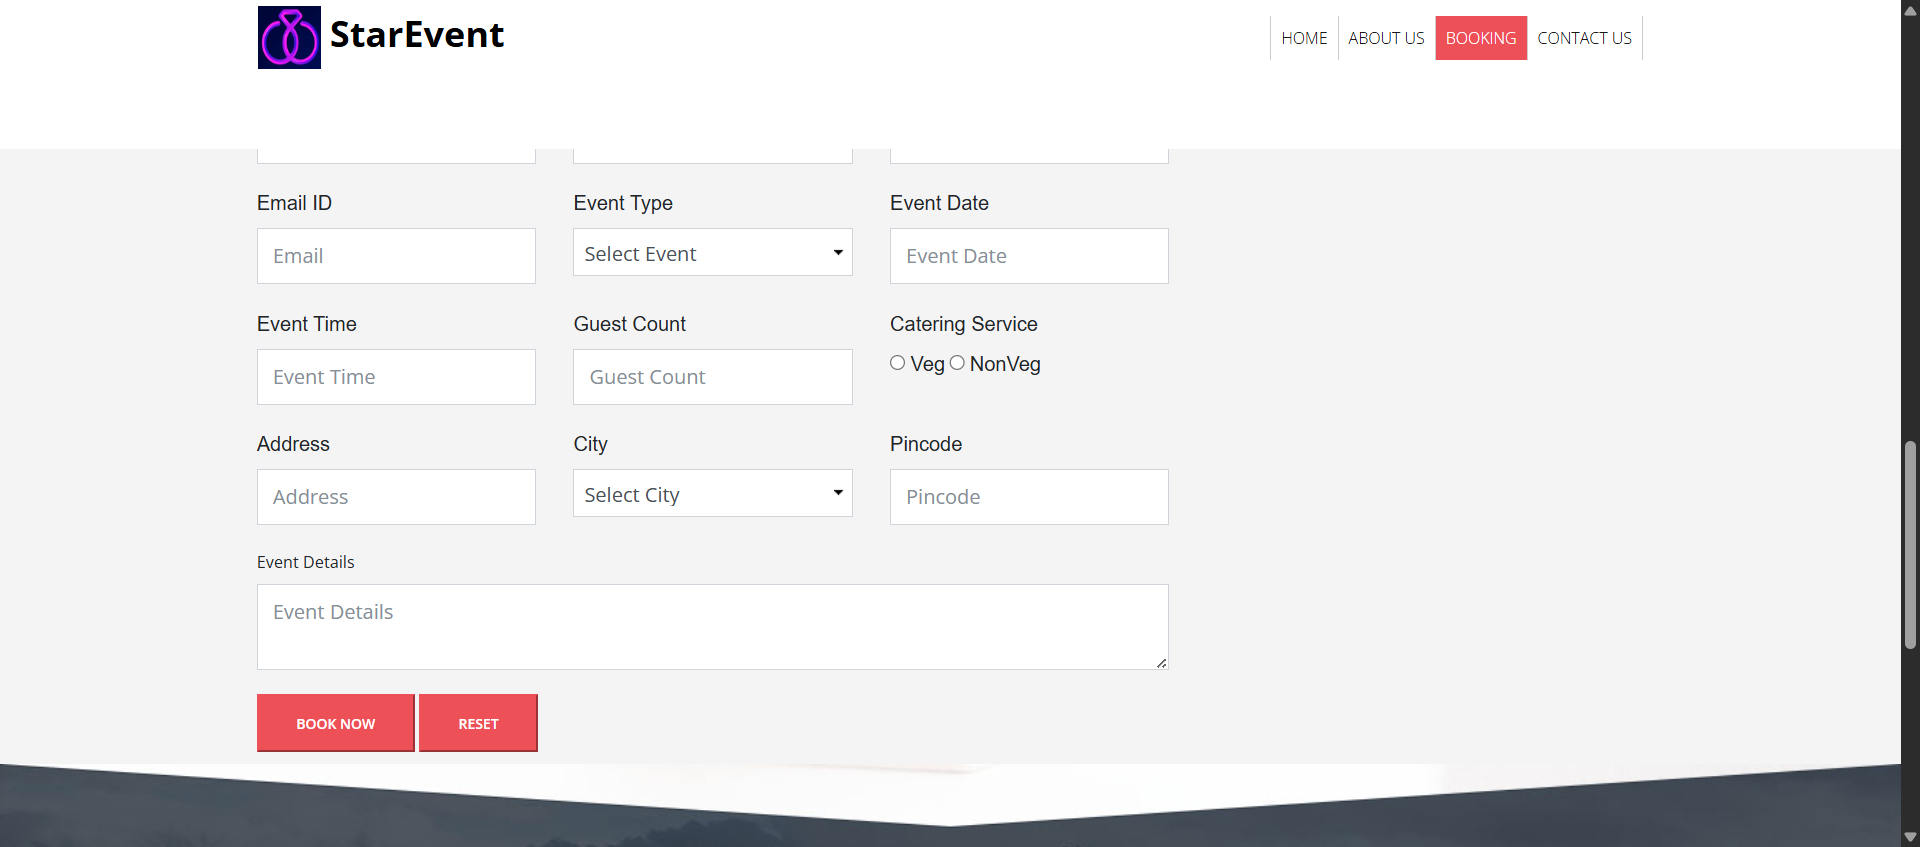 StarEvent
HOME ABOUT US BOOKING CONTACT US
Email ID Event Type Event Date
Email Select Event Event Date
Event Time Guest Count Catering Service
Event Time Guest Count Veg NonVeg
Address City Pincode
Address Select City Pincode
Event Details
Event Details
BOOK NOW RESET